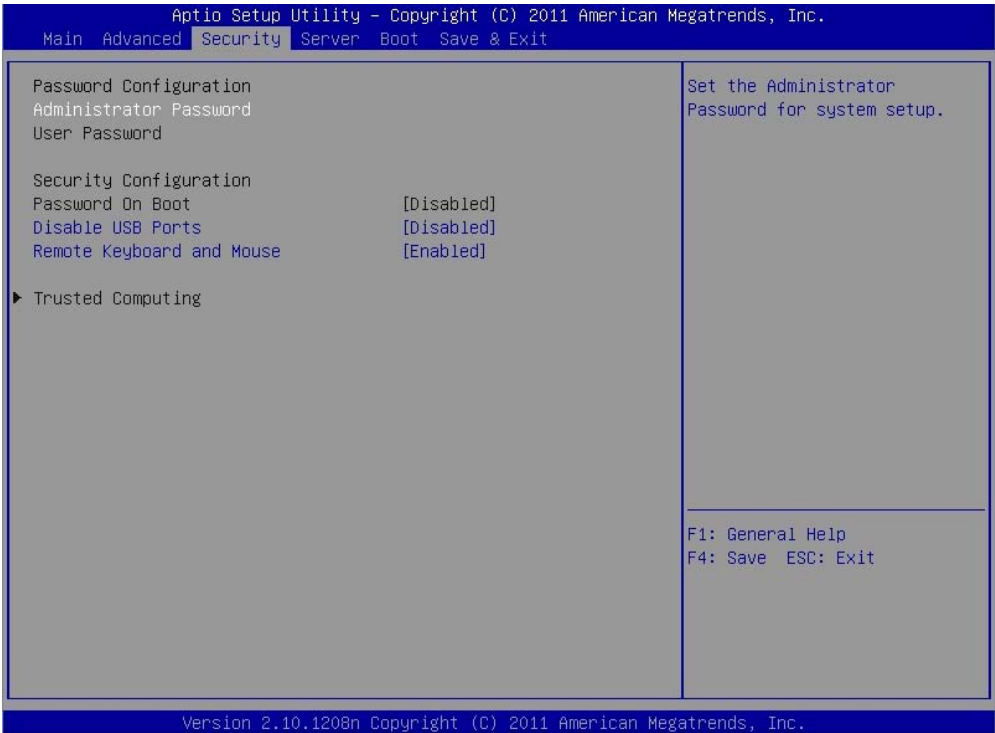 Aptio Setup Utility – Copyright (C) 2011 American Megatrends, Inc.
Main Advanced Security Server Boot Save & Exit
Password Configuration
Administrator Password
User Password
Security Configuration
Password On Boot [Disabled]
Disable USB Ports [Disabled]
Remote Keyboard and Mouse [Enabled]
Trusted Computing
Set the Administrator
Password for system setup.
F1: General Help
F4: Save ESC: Exit
Version 2.10.1208n Copyright (C) 2011 American Megatrends, Inc.